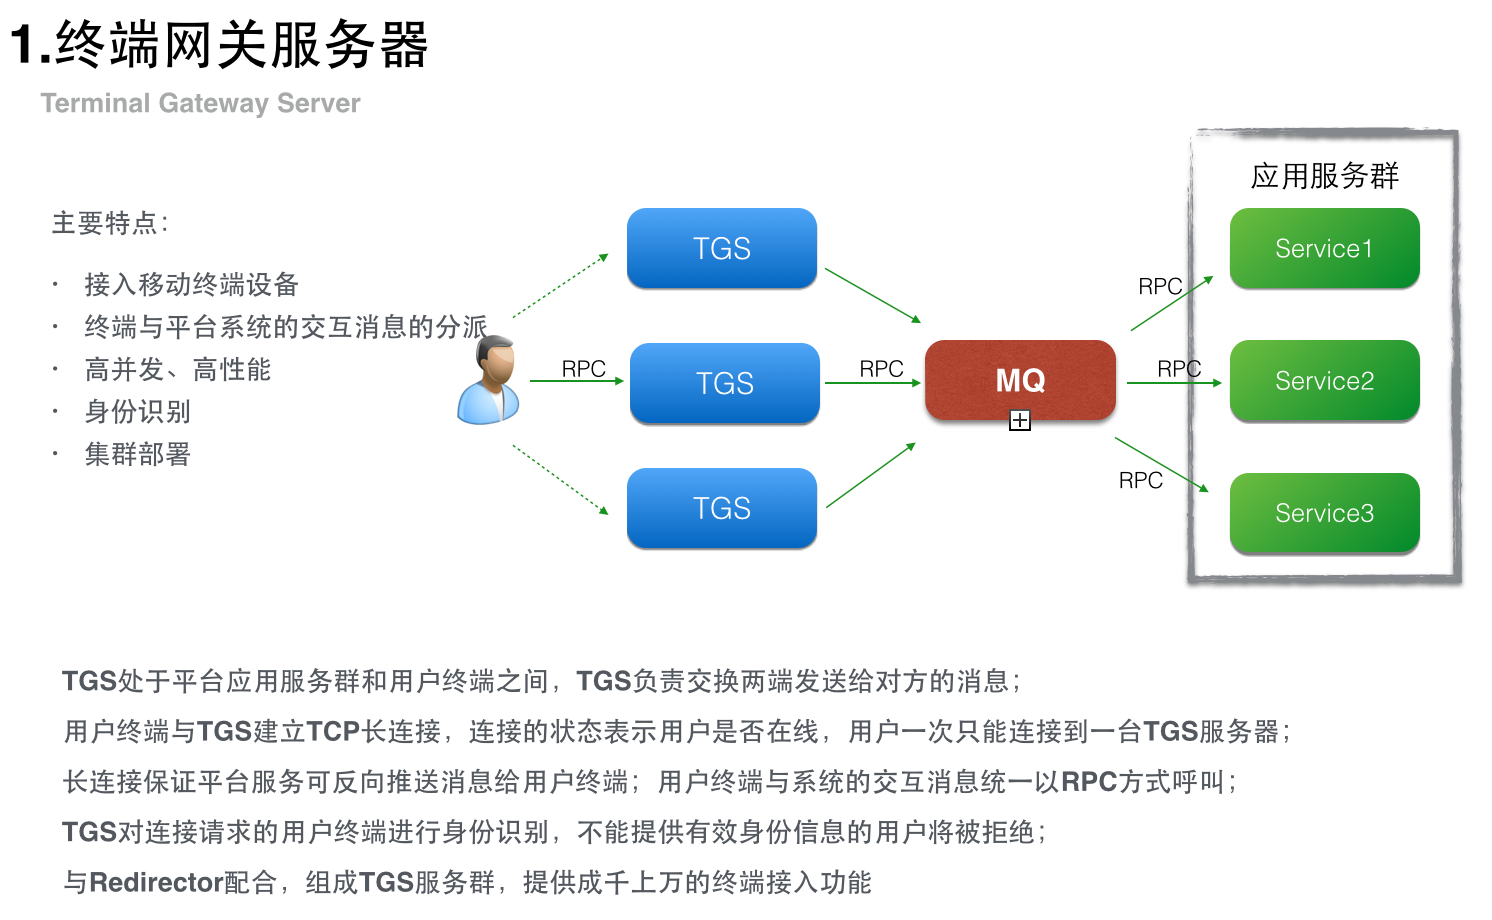 1.终端网关服务器
Terminal Gateway Server
主要特点：
· 接入移动终端设备
· 终端与平台系统的交互消息的分派
· 高并发、高性能
· 身份识别
· 集群部署
TGS
TGS
TGS
RPC
RPC
MQ
RPC
RPC
RPC
应用服务群
Service1
Service2
Service3
TGS处于平台应用服务群和用户终端之间，TGS负责交换两端发送给对方的消息；
用户终端与TGS建立TCP长连接，连接的状态表示用户是否在线，用户一次只能连接到一台TGS服务器；
长连接保证平台服务可反向推送消息给用户终端；用户终端与系统的交互消息统一以RPC方式呼叫；
TGS对连接请求的用户终端进行身份识别，不能提供有效身份信息的用户将被拒绝；
与Redirector配合，组成TGS服务群，提供成千上万的终端接入功能